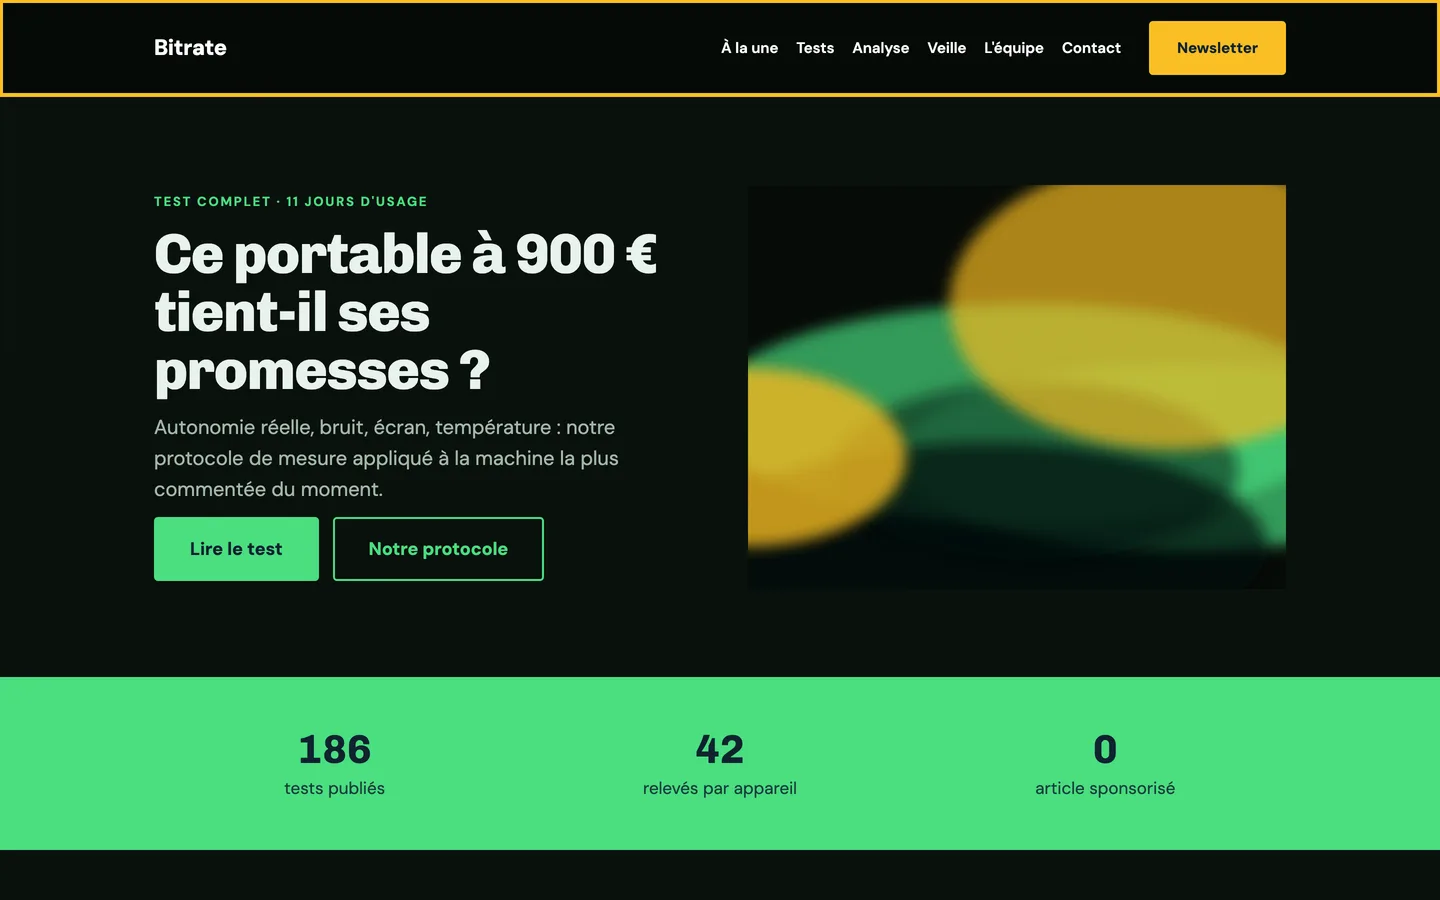 Bitrate
À la une Tests Analyse Veille L'équipe Contact Newsletter
TEST COMPLET · 11 JOURS D'USAGE
Ce portable à 900 €
tient-il ses
promesses ?
Autonomie réelle, bruit, écran, température : notre
protocole de mesure appliqué à la machine la plus
commentée du moment.
Lire le test Notre protocole
186 42 0
tests publiés relevés par appareil article sponsorisé